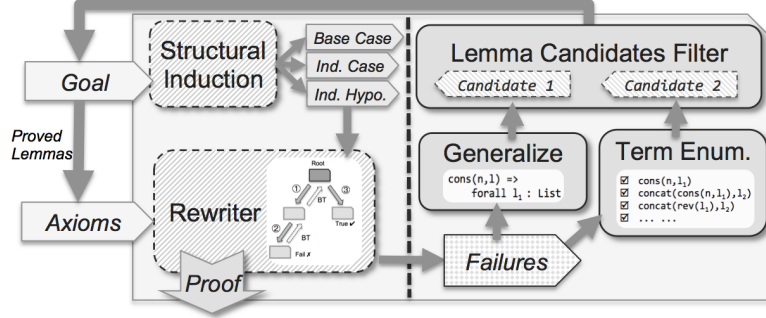 Goal
Proved
Lemmas
Axioms
Structural
Induction
Base Case
Ind. Case
Ind. Hypo.
Rewriter
Root
①
BT
③
②
BT
True ✔
Fail ✗
Proof
Failures
Lemma Candidates Filter
Candidate 1
Candidate 2
Generalize
cons(n,l) =>
forall l₁ : List
Term Enum.
☑ cons(n,l₁)
☑ concat(cons(n,l₁),l₂)
☑ concat(rev(l₁),l₂)
☑ ... ...